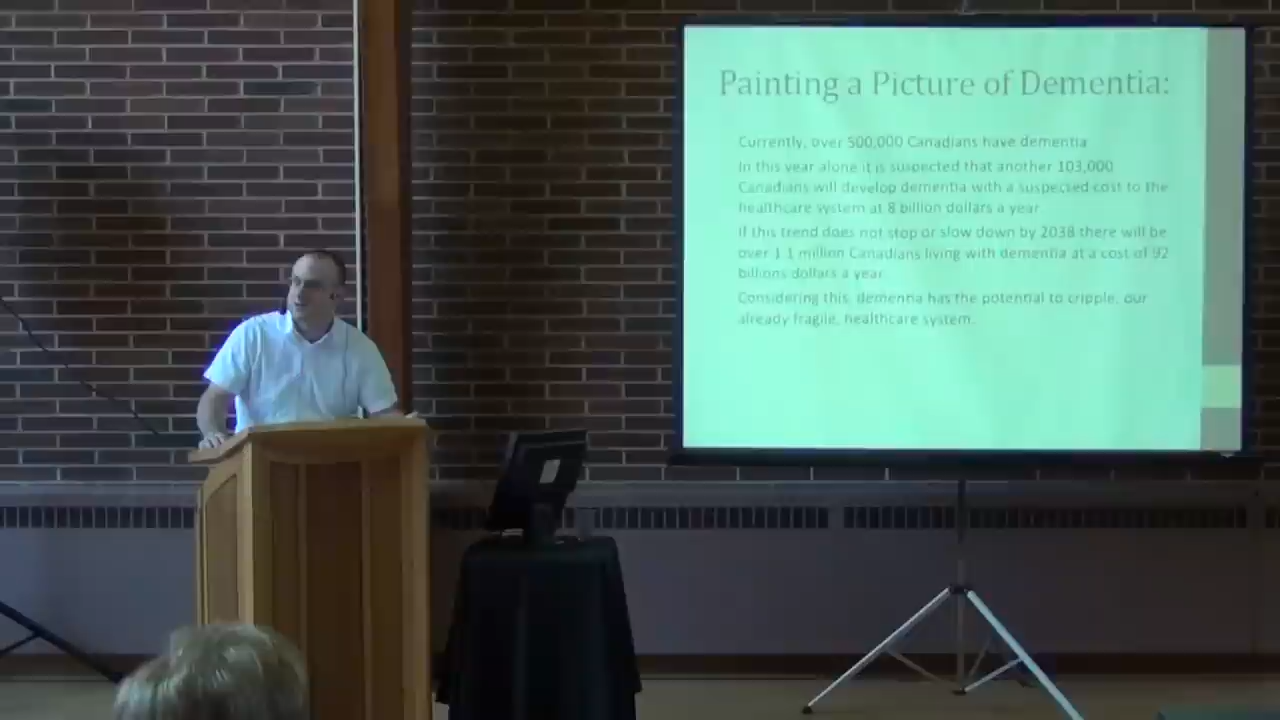 Painting a Picture of Dementia:
Currently, over 500,000 Canadians have dementia
In this year alone it is suspected that another 103,000
Canadians will develop dementia with a suspected cost to the
healthcare system at 8 billion dollars a year
If this trend does not stop or slow down by 2038 there will be
over 1.1 million Canadians living with dementia at a cost of 92
billions dollars a year
Considering this, dementia has the potential to cripple, our
already fragile, healthcare system.